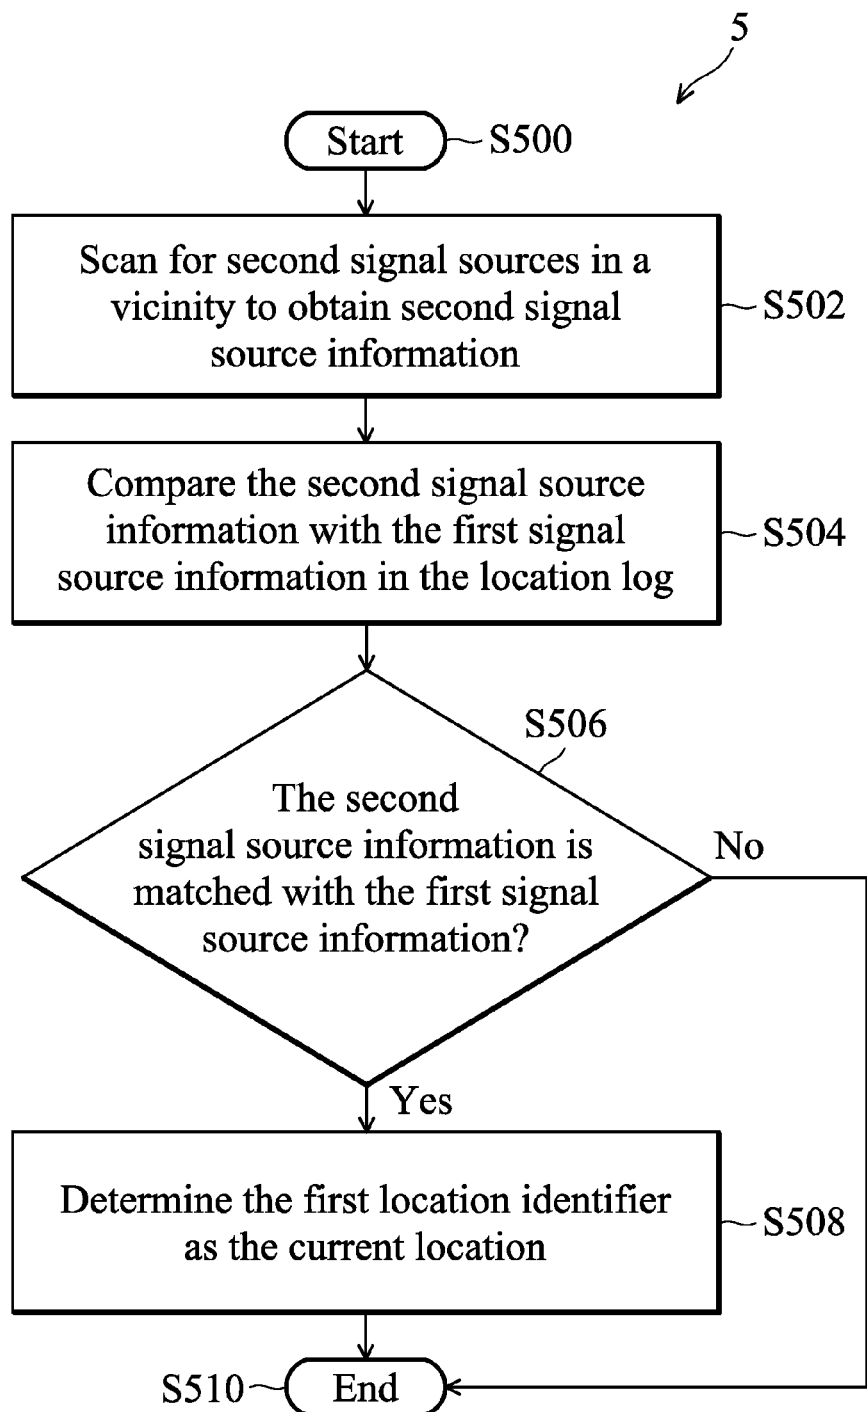 5
Start
S500
Scan for second signal sources in a
vicinity to obtain second signal
source information
S502
Compare the second signal source
information with the first signal
source information in the location log
S504
S506
The second
signal source information is
matched with the first signal
source information?
No
Yes
Determine the first location identifier
as the current location
S508
S510
End